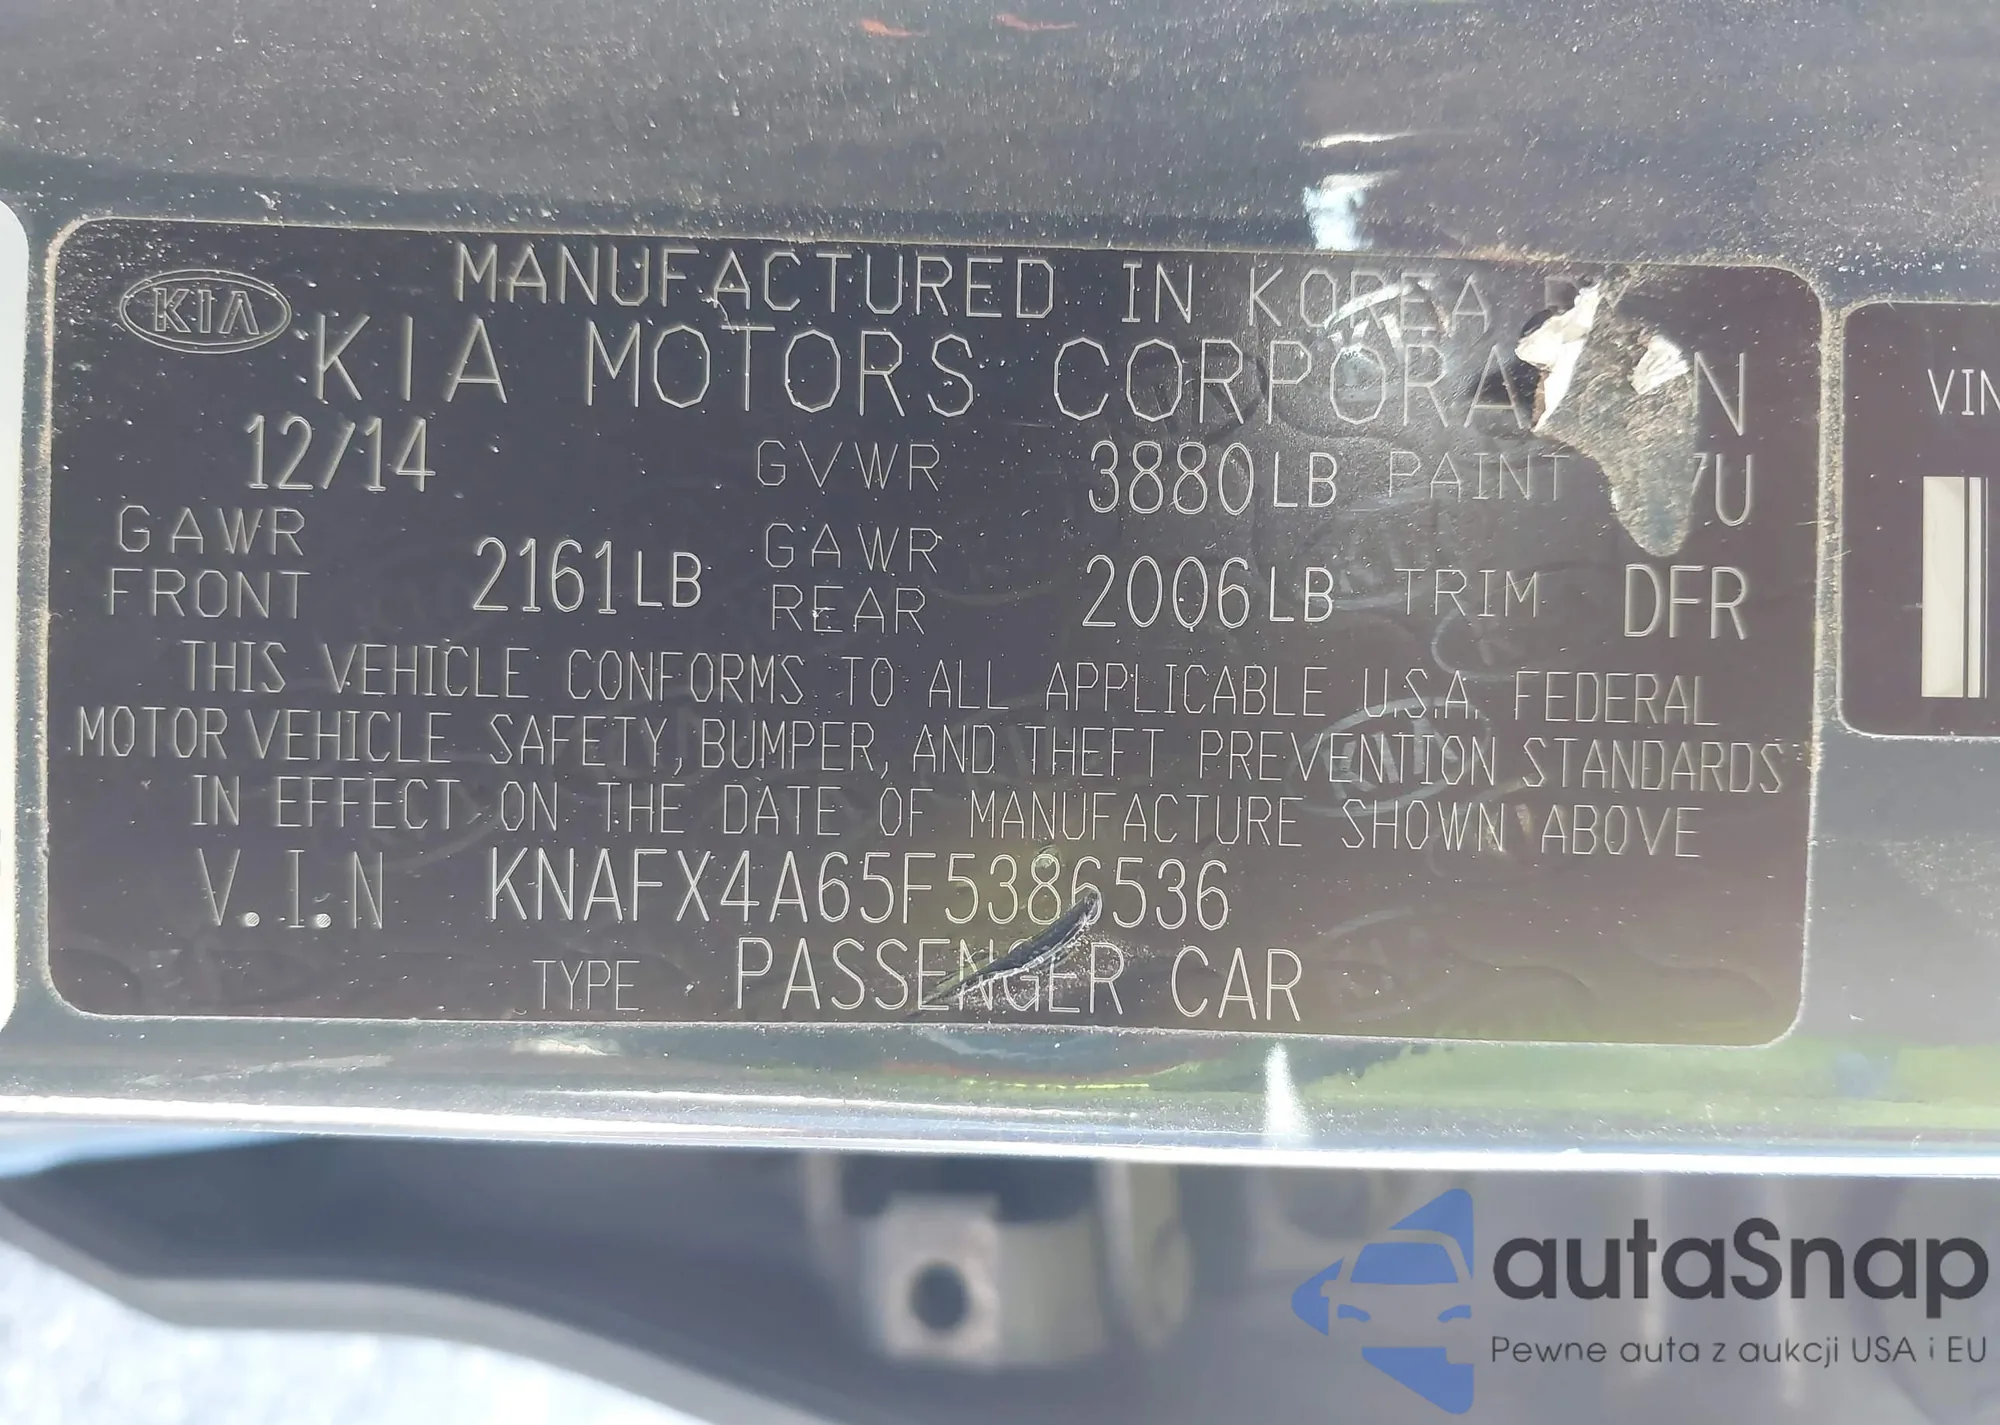 KIA
MANUFACTURED IN KOREA BY
KIA MOTORS CORPORA N
12/14 GVWR 3880LB PAINT 7U
GAWR FRONT 2161LB GAWR REAR 2006LB TRIM DFR
THIS VEHICLE CONFORMS TO ALL APPLICABLE U.S.A. FEDERAL
MOTOR VEHICLE SAFETY, BUMPER, AND THEFT PREVENTION STANDARDS
IN EFFECT ON THE DATE OF MANUFACTURE SHOWN ABOVE
V.I.N KNAFX4A65F5386536
TYPE PASSENGER CAR
VIN
autaSnap
Pewne auta z aukcji USA i EU